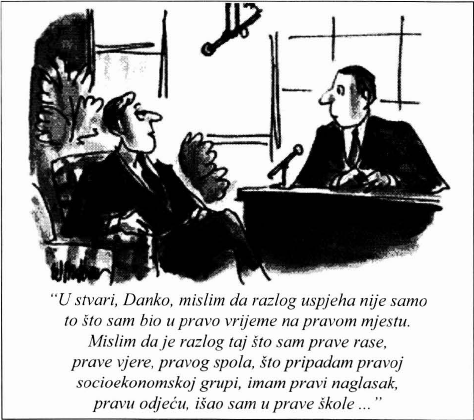 “U stvari, Danko, mislim da razlog uspjeha nije samo
to što sam bio u pravo vrijeme na pravom mjestu.
Mislim da je razlog taj što sam prave rase,
prave vjere, pravog spola, što pripadam pravoj
socioekonomskoj grupi, imam pravi naglasak,
pravu odjeću, išao sam u prave škole ...”